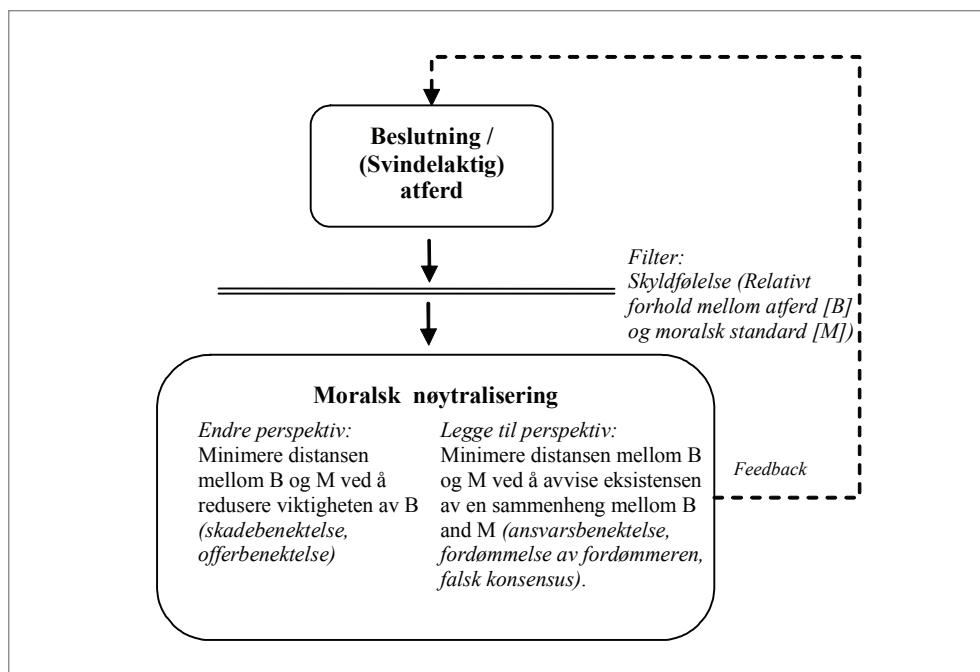 Beslutning /
(Svindelaktig)
atferd
Filter:
Skyldfølelse (Relativt
forhold mellom atferd [B]
og moralsk standard [M])
Moralsk nøytralisering
Endre perspektiv:
Minimere distansen
mellom B og M ved å
redusere viktigheten av B
(skadebenektelse,
offerbenektelse)
Legge til perspektiv:
Minimere distansen mellom B
og M ved å avvise eksistensen
av en sammenheng mellom B
and M (ansvarsbenektelse,
fordømmelse av fordømmeren,
falsk konsensus).
Feedback